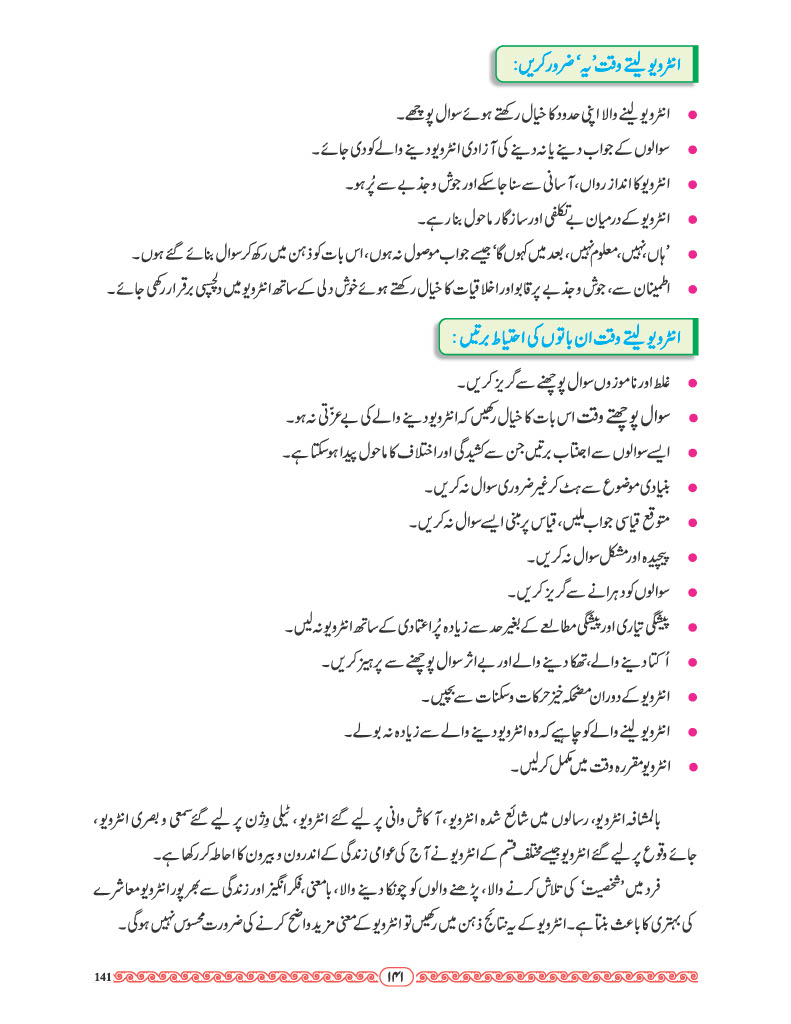 انٹرویو لیتے وقت ’یہ‘ ضرور کریں:
● انٹرویو لینے والا اپنی حدود کا خیال رکھتے ہوئے سوال پوچھے۔
● سوالوں کے جواب دینے یا نہ دینے کی آزادی انٹرویو دینے والے کو دی جائے۔
● انٹرویو کا انداز رواں، آسانی سے سنا جاسکے اور جوش و جذبے سے پُر ہو۔
● انٹرویو کے درمیان بے تکلفی اور سازگار ماحول بنا رہے۔
● ’ہاں، نہیں، معلوم نہیں، بعد میں کہوں گا‘ جیسے جواب موصول نہ ہوں، اس بات کو ذہن میں رکھ کر سوال بنائے گئے ہوں۔
● اطمینان سے، جوش و جذبے پر قابو اور اخلاقیات کا خیال رکھتے ہوئے خوش دلی کے ساتھ انٹرویو میں دلچسپی برقرار رکھی جائے۔
انٹرویو لیتے وقت ان باتوں کی احتیاط برتیں :
● غلط اور ناموزوں سوال پوچھنے سے گریز کریں۔
● سوال پوچھتے وقت اس بات کا خیال رکھیں کہ انٹرویو دینے والے کی بے عزّتی نہ ہو۔
● ایسے سوالوں سے اجتناب برتیں جن سے کشیدگی اور اختلاف کا ماحول پیدا ہوسکتا ہے۔
● بنیادی موضوع سے ہٹ کر غیر ضروری سوال نہ کریں۔
● متوقع قیاسی جواب ملیں، قیاس پر مبنی ایسے سوال نہ کریں۔
● پیچیدہ اور مشکل سوال نہ کریں۔
● سوالوں کو دہرانے سے گریز کریں۔
● پیشگی تیاری اور پیشگی مطالعے کے بغیر حد سے زیادہ پُراعتمادی کے ساتھ انٹرویو نہ لیں۔
● اُکتا دینے والے، تھکا دینے والے اور بے اثر سوال پوچھنے سے پرہیز کریں۔
● انٹرویو کے دوران مضحکہ خیز حرکات و سکنات سے بچیں۔
● انٹرویو لینے والے کو چاہیے کہ وہ انٹرویو دینے والے سے زیادہ نہ بولے۔
● انٹرویو مقررہ وقت میں مکمل کرلیں۔
بالمشافہ انٹرویو، رسالوں میں شائع شدہ انٹرویو، آکاش وانی پر لیے گئے انٹرویو، ٹیلی وِژن پر لیے گئے سمعی و بصری انٹرویو،
جائے وقوع پر لیے گئے انٹرویو جیسے مختلف قسم کے انٹرویو نے آج کی عوامی زندگی کے اندرون و بیرون کا احاطہ کر رکھا ہے۔
فرد میں ’شخصیت‘ کی تلاش کرنے والا، پڑھنے والوں کو چونکا دینے والا، بامعنی، فکر انگیز اور زندگی سے بھرپور انٹرویو معاشرے
کی بہتری کا باعث بنتا ہے۔ انٹرویو کے یہ نتائج ذہن میں رکھیں تو انٹرویو کے معنی مزید واضح کرنے کی ضرورت محسوس نہیں ہوگی۔
۱۴۱
141